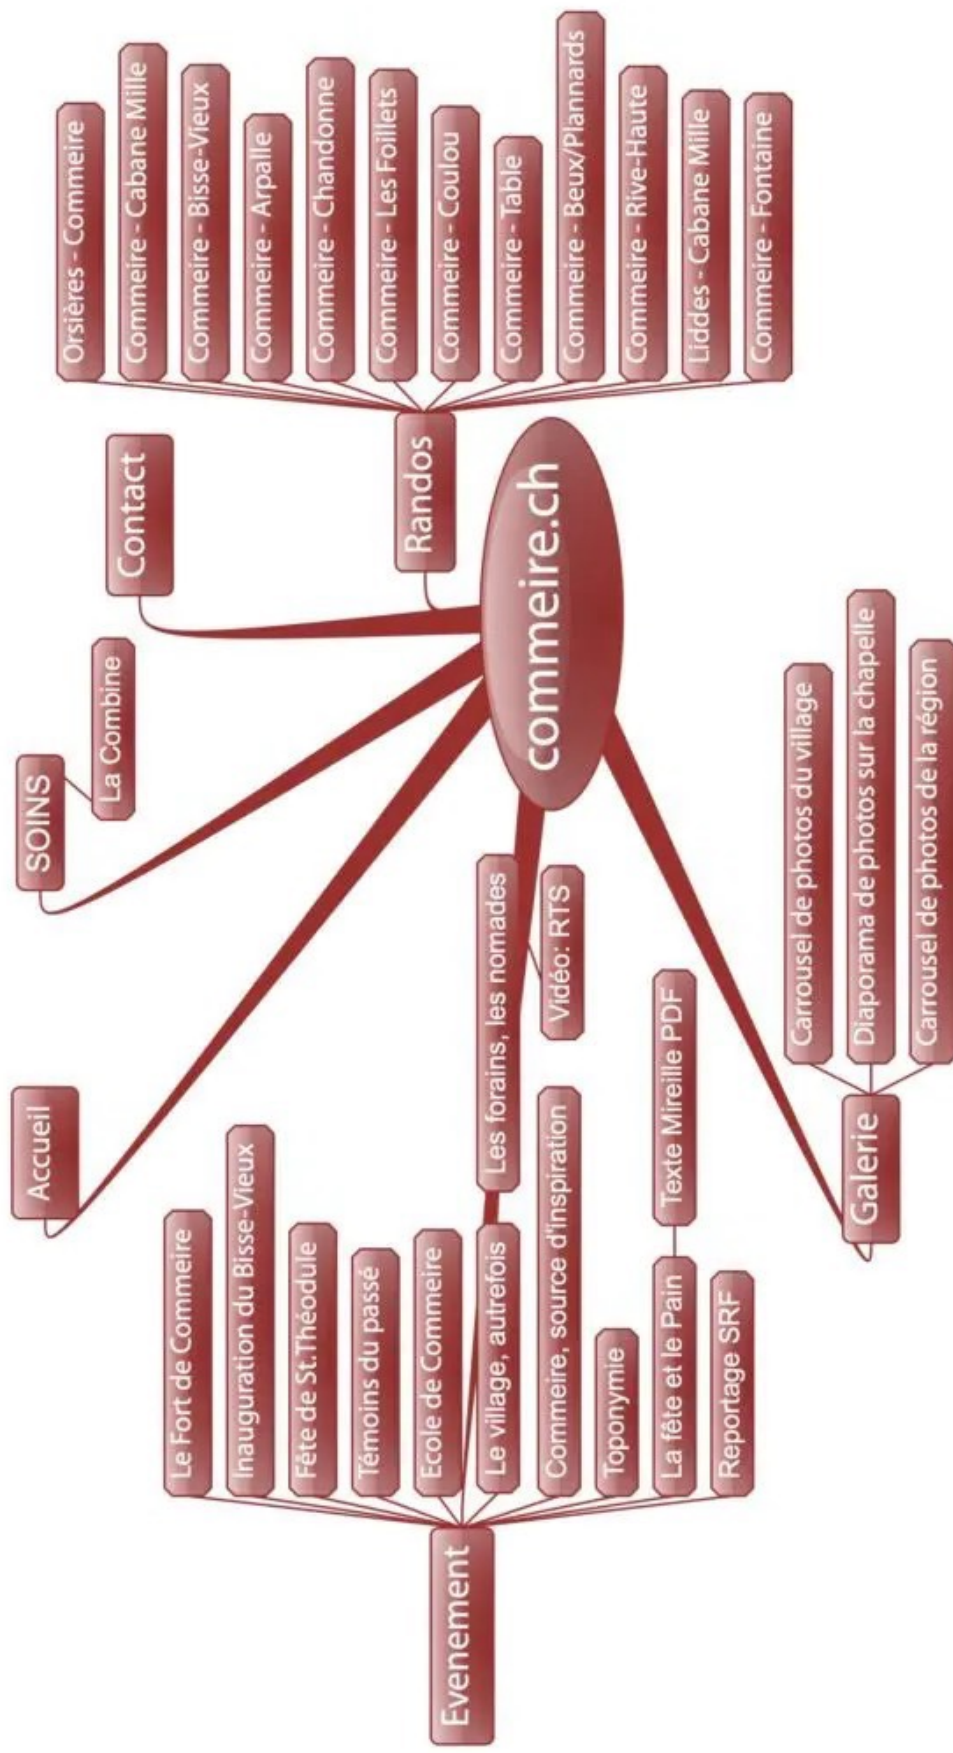 commeire.ch
Accueil
SOINS
La Combine
Contact
Randos
Orsières - Commeire
Commeire - Cabane Mille
Commeire - Bisse-Vieux
Commeire - Arpalle
Commeire - Chandonne
Commeire - Les Foillets
Commeire - Coulou
Commeire - Table
Commeire - Beux/Plannards
Commeire - Rive-Haute
Liddes - Cabane Mille
Commeire - Fontaine
Evenement
Le Fort de Commeire
Inauguration du Bisse-Vieux
Fête de St.Théodule
Témoins du passé
Ecole de Commeire
Le village, autrefois
Les forains, les nomades
Vidéo: RTS
Commeire, source d'inspiration
Toponymie
La fête et le Pain
Texte Mireille PDF
Reportage SRF
Galerie
Carrousel de photos du village
Diaporama de photos sur la chapelle
Carrousel de photos de la région